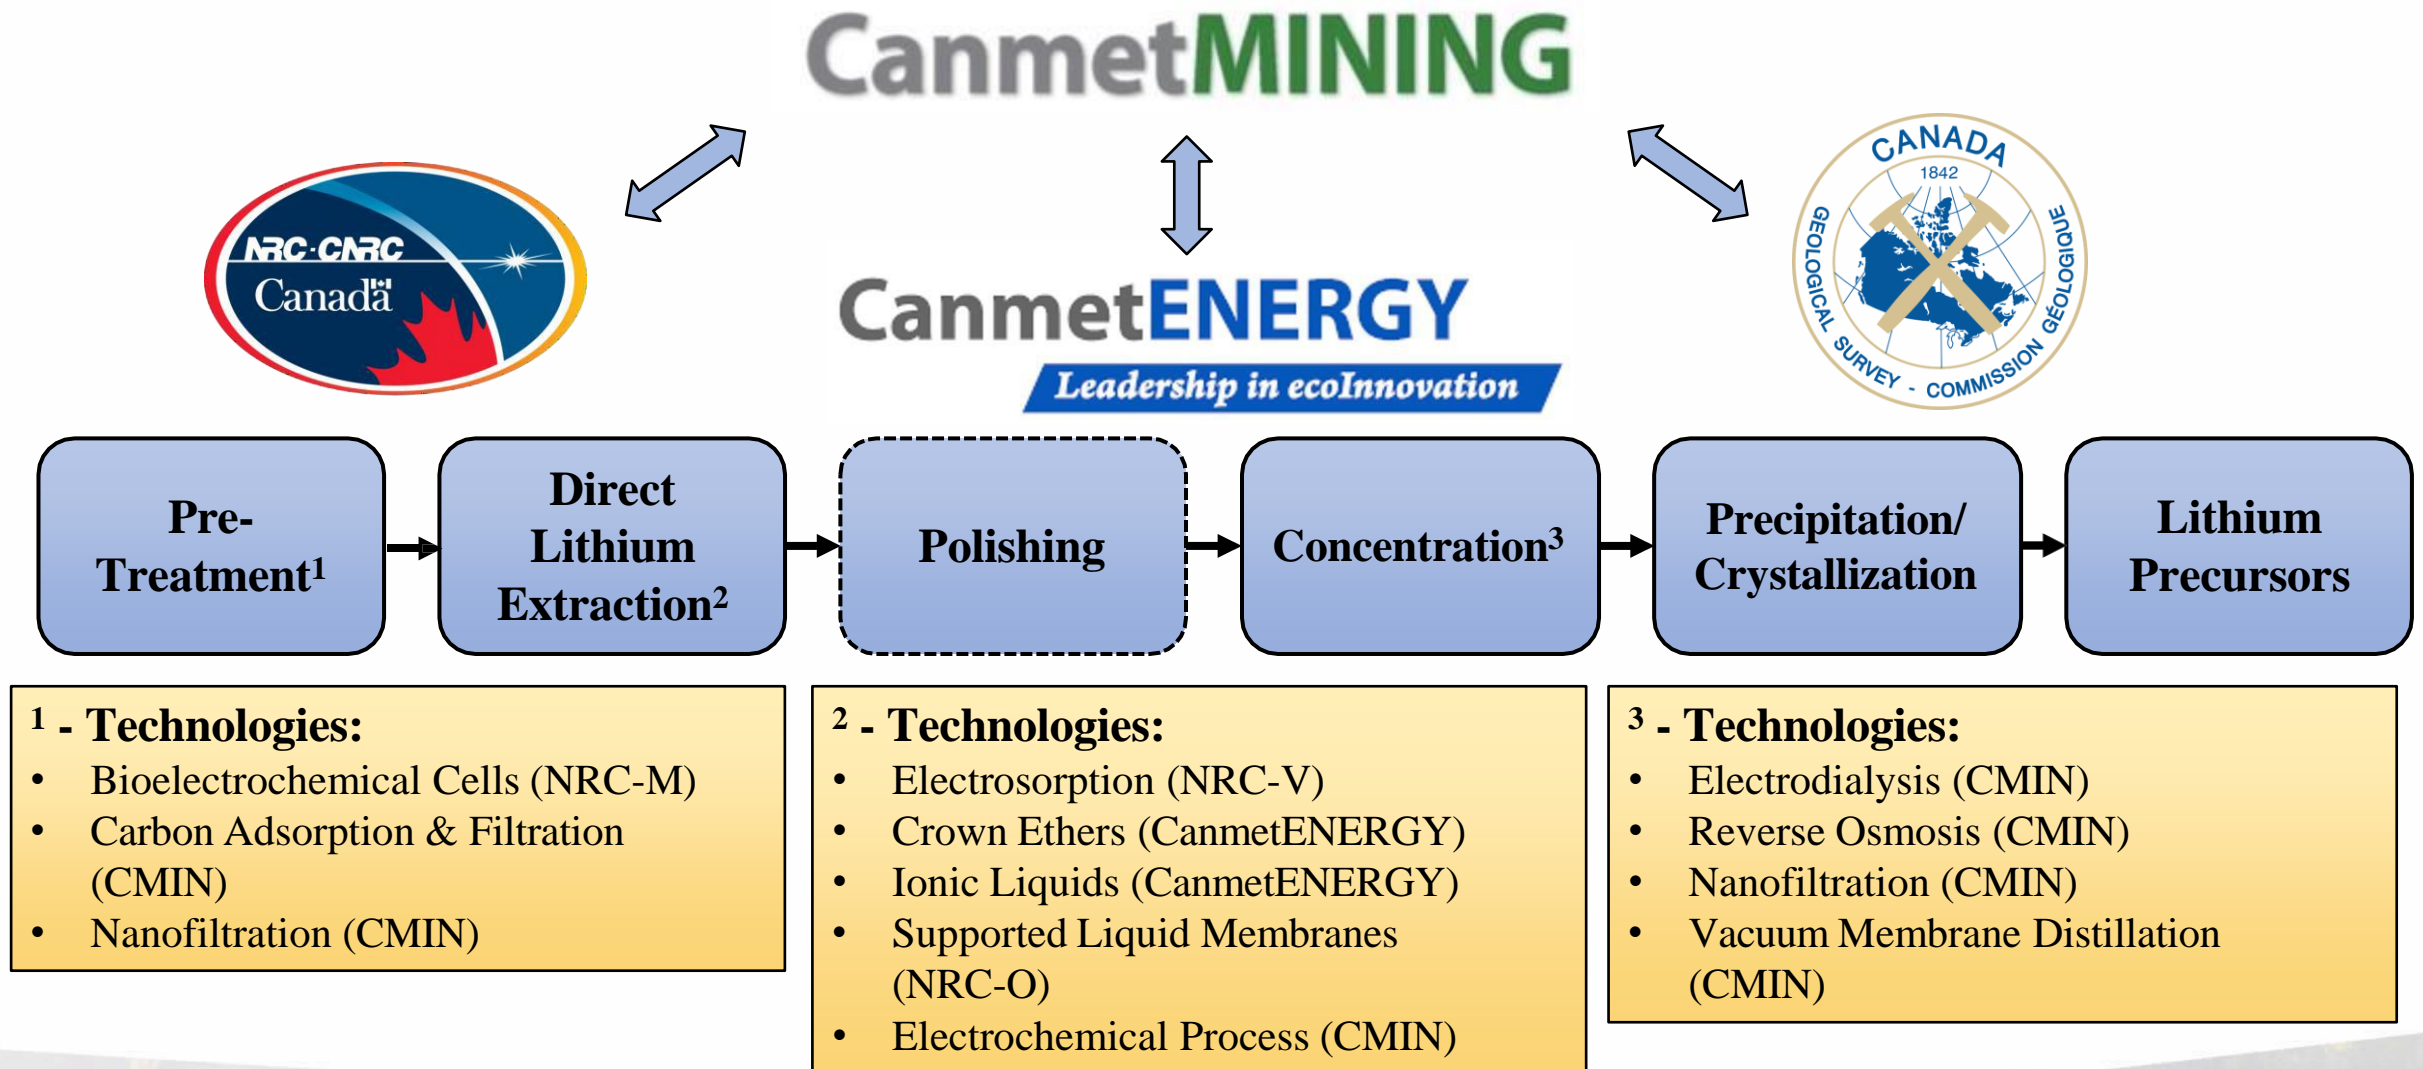 CanmetMINING
NRC·CNRC
Canada
CANADA
1842
GEOLOGICAL SURVEY - COMMISSION GÉOLOGIQUE
CanmetENERGY
Leadership in ecoInnovation
Pre-
Treatment¹
Direct
Lithium
Extraction²
Polishing
Concentration³
Precipitation/
Crystallization
Lithium
Precursors
¹ - Technologies:
• Bioelectrochemical Cells (NRC-M)
• Carbon Adsorption & Filtration
(CMIN)
• Nanofiltration (CMIN)
² - Technologies:
• Electrosorption (NRC-V)
• Crown Ethers (CanmetENERGY)
• Ionic Liquids (CanmetENERGY)
• Supported Liquid Membranes
(NRC-O)
• Electrochemical Process (CMIN)
³ - Technologies:
• Electrodialysis (CMIN)
• Reverse Osmosis (CMIN)
• Nanofiltration (CMIN)
• Vacuum Membrane Distillation
(CMIN)